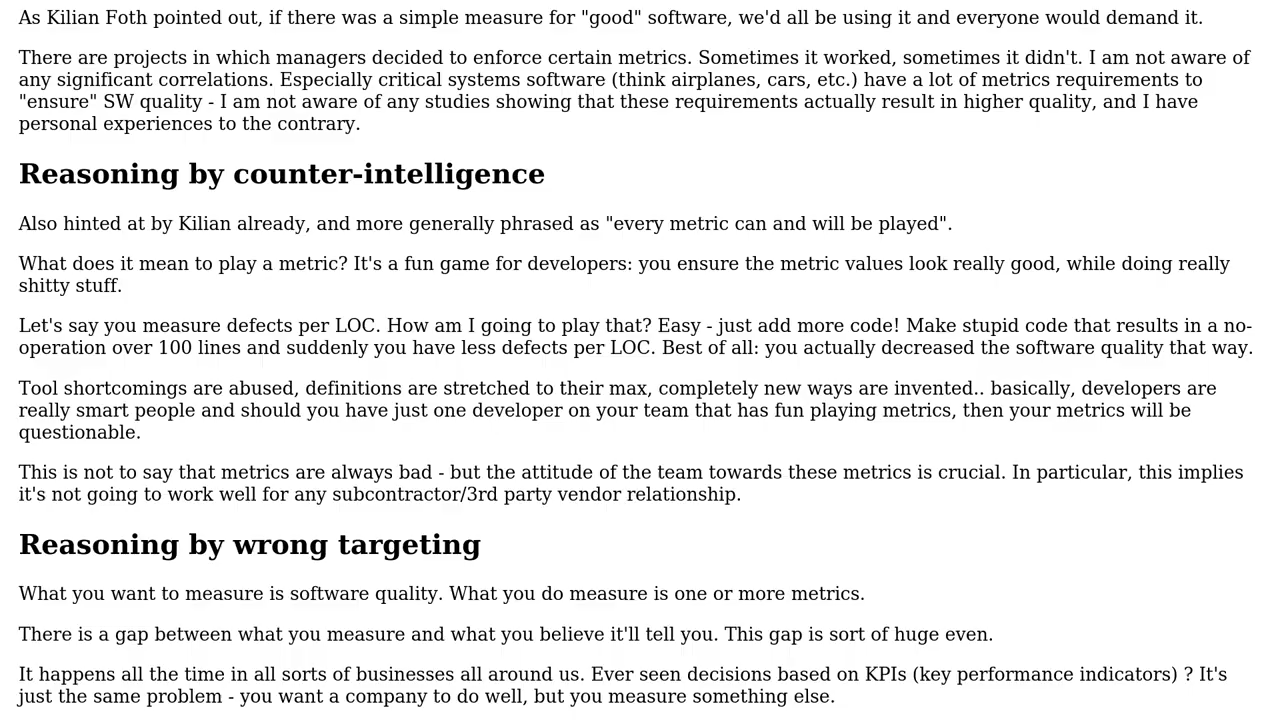 As Kilian Foth pointed out, if there was a simple measure for "good" software, we'd all be using it and everyone would demand it.
There are projects in which managers decided to enforce certain metrics. Sometimes it worked, sometimes it didn't. I am not aware of
any significant correlations. Especially critical systems software (think airplanes, cars, etc.) have a lot of metrics requirements to
"ensure" SW quality - I am not aware of any studies showing that these requirements actually result in higher quality, and I have
personal experiences to the contrary.
Reasoning by counter-intelligence
Also hinted at by Kilian already, and more generally phrased as "every metric can and will be played".
What does it mean to play a metric? It's a fun game for developers: you ensure the metric values look really good, while doing really
shitty stuff.
Let's say you measure defects per LOC. How am I going to play that? Easy - just add more code! Make stupid code that results in a no-
operation over 100 lines and suddenly you have less defects per LOC. Best of all: you actually decreased the software quality that way.
Tool shortcomings are abused, definitions are stretched to their max, completely new ways are invented.. basically, developers are
really smart people and should you have just one developer on your team that has fun playing metrics, then your metrics will be
questionable.
This is not to say that metrics are always bad - but the attitude of the team towards these metrics is crucial. In particular, this implies
it's not going to work well for any subcontractor/3rd party vendor relationship.
Reasoning by wrong targeting
What you want to measure is software quality. What you do measure is one or more metrics.
There is a gap between what you measure and what you believe it'll tell you. This gap is sort of huge even.
It happens all the time in all sorts of businesses all around us. Ever seen decisions based on KPIs (key performance indicators) ? It's
just the same problem - you want a company to do well, but you measure something else.